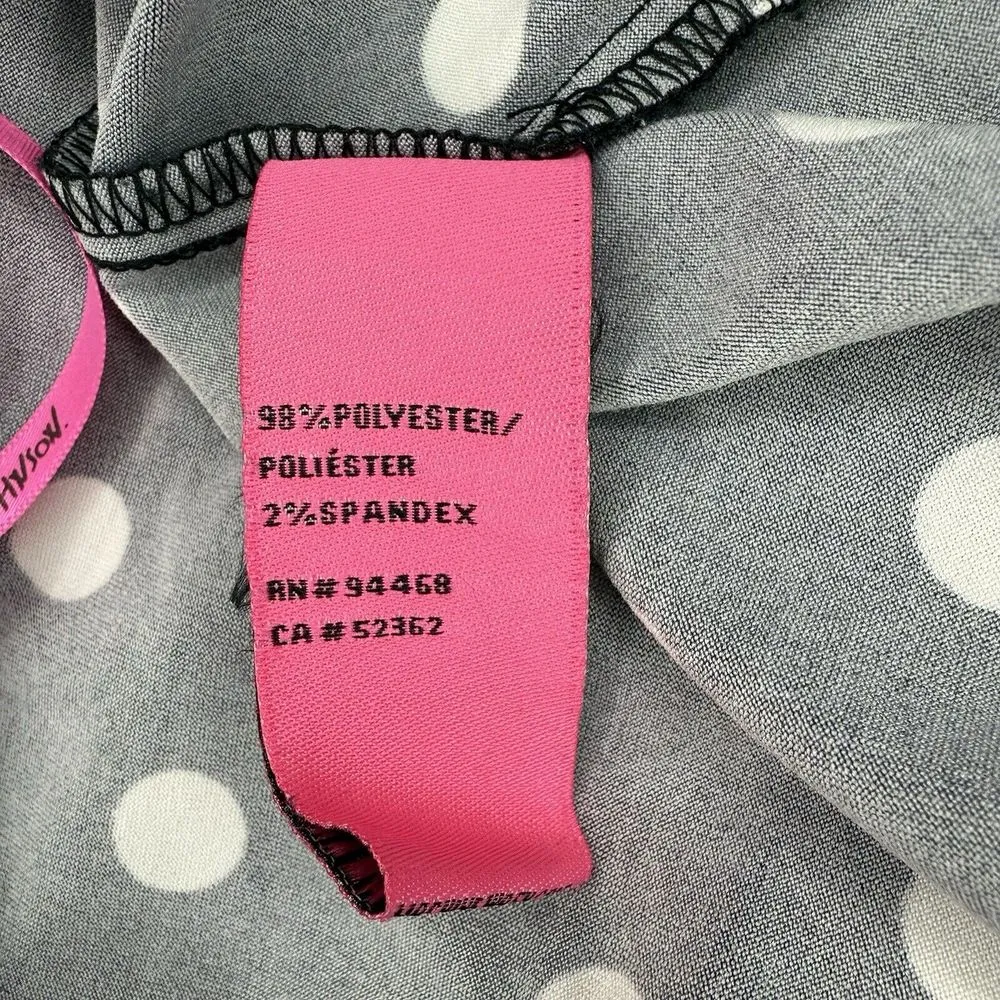 98%POLYESTER/
POLIÉSTER
2%SPANDEX
RN#94468
CA#52362